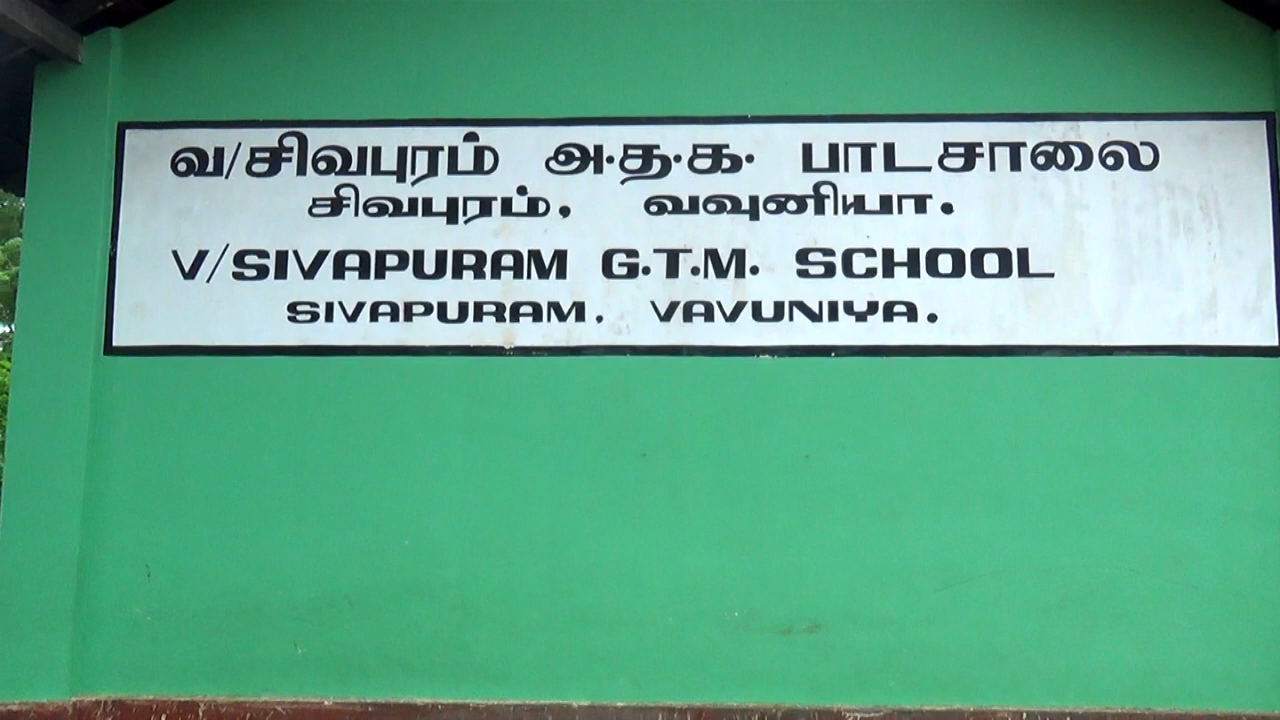 வ/சிவபுரம் அ.த.க. பாடசாலை
சிவபுரம், வவுனியா.
V/SIVAPURAM G.T.M. SCHOOL
SIVAPURAM, VAVUNIYA.